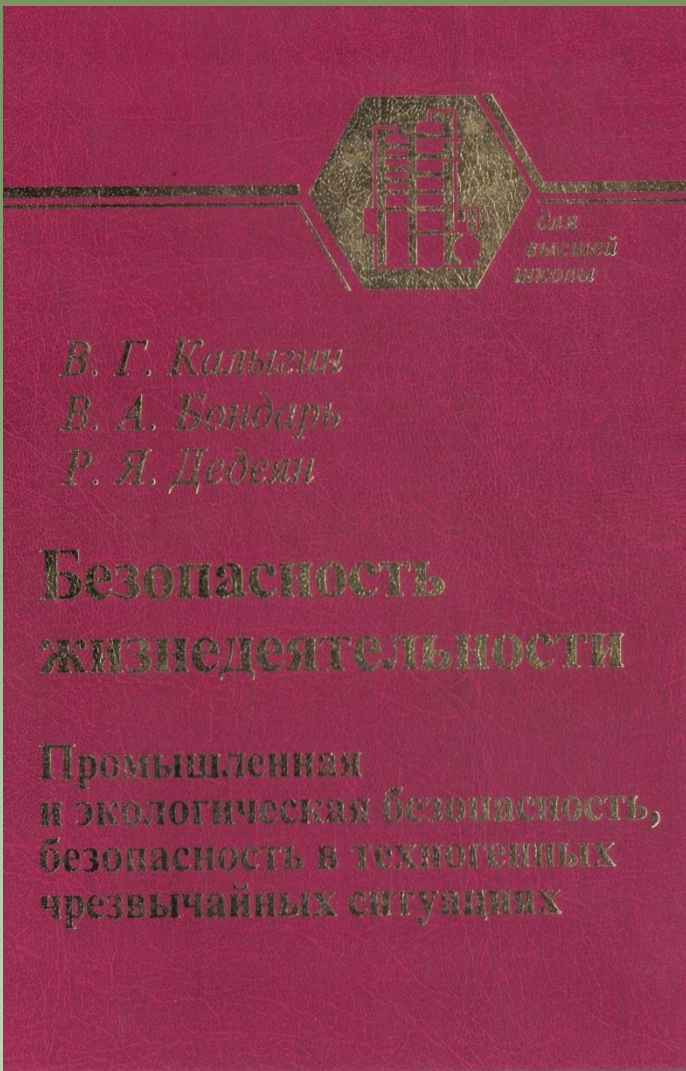 для
высшей
школы
В. Г. Калыгин
В. А. Бондарь
Р. Я. Дедеян
Безопасность
жизнедеятельности
Промышленная
и экологическая безопасность,
безопасность в техногенных
чрезвычайных ситуациях